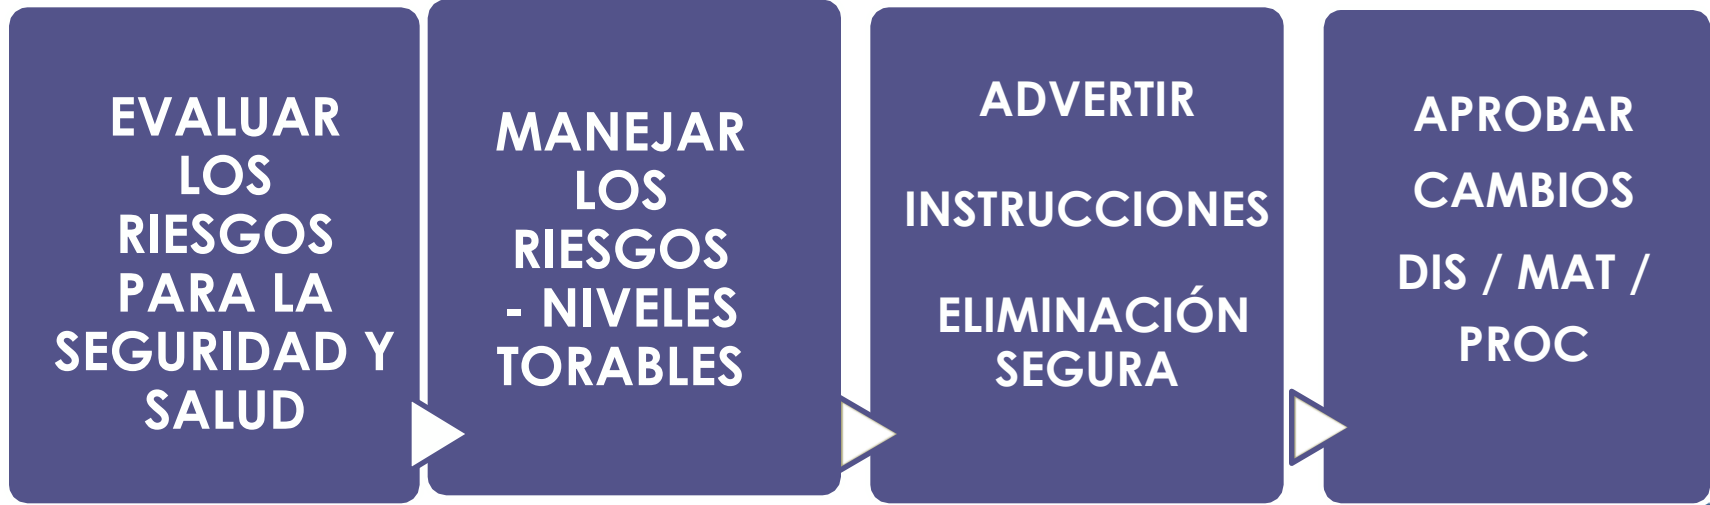 EVALUAR
LOS
RIESGOS
PARA LA
SEGURIDAD Y
SALUD
MANEJAR
LOS
RIESGOS
- NIVELES
TORABLES
ADVERTIR
INSTRUCCIONES
ELIMINACIÓN
SEGURA
APROBAR
CAMBIOS
DIS / MAT /
PROC